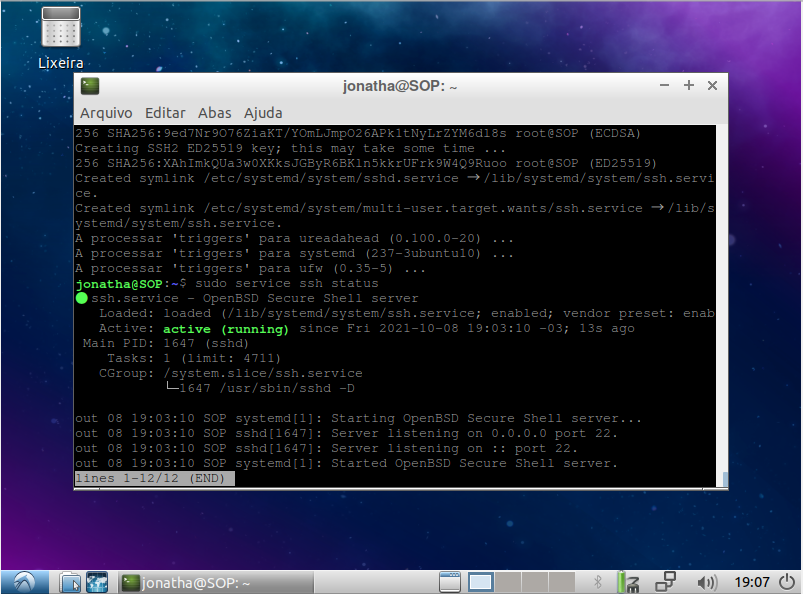 Lixeira
jonatha@SOP: ~
Arquivo Editar Abas Ajuda
256 SHA256:9ed7Nr9O76ZiaKT/YOmLJmpO26APk1tNyLrZYM6dl8s root@SOP (ECDSA)
Creating SSH2 ED25519 key; this may take some time ...
256 SHA256:XAhImkQUa3w0XKksJGByR6BKln5kkrUFrk9W4Q9Ruoo root@SOP (ED25519)
Created symlink /etc/systemd/system/sshd.service → /lib/systemd/system/ssh.servi
ce.
Created symlink /etc/systemd/system/multi-user.target.wants/ssh.service → /lib/s
ystemd/system/ssh.service.
A processar 'triggers' para ureadahead (0.100.0-20) ...
A processar 'triggers' para systemd (237-3ubuntu10) ...
A processar 'triggers' para ufw (0.35-5) ...
jonatha@SOP:~$ sudo service ssh status
● ssh.service - OpenBSD Secure Shell server
Loaded: loaded (/lib/systemd/system/ssh.service; enabled; vendor preset: enab
Active: active (running) since Fri 2021-10-08 19:03:10 -03; 13s ago
Main PID: 1647 (sshd)
Tasks: 1 (limit: 4711)
CGroup: /system.slice/ssh.service
└─1647 /usr/sbin/sshd -D
out 08 19:03:10 SOP systemd[1]: Starting OpenBSD Secure Shell server...
out 08 19:03:10 SOP sshd[1647]: Server listening on 0.0.0.0 port 22.
out 08 19:03:10 SOP sshd[1647]: Server listening on :: port 22.
out 08 19:03:10 SOP systemd[1]: Started OpenBSD Secure Shell server.
lines 1-12/12 (END)
jonatha@SOP: ~
19:07